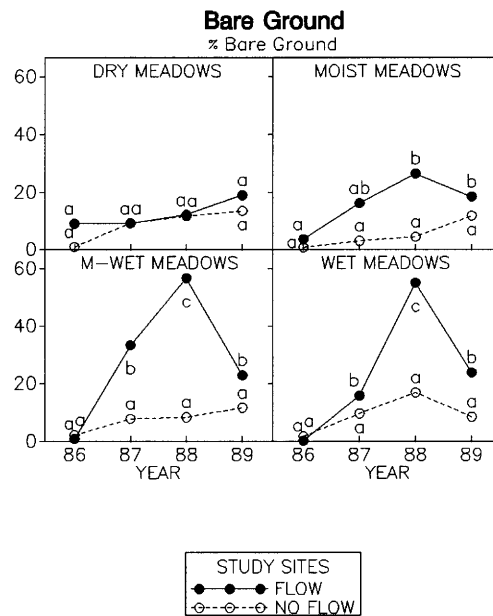 Bare Ground
% Bare Ground
DRY MEADOWS
MOIST MEADOWS
60
40
20
0
a
a
a a
a a
a
a
a
a
ab
a
b
a
b
a
M-WET MEADOWS
WET MEADOWS
60
40
20
0
a a
b
a
c
a
b
a
a a
b
a
c
a
b
a
86 87 88 89
86 87 88 89
YEAR
YEAR
STUDY SITES
FLOW
NO FLOW